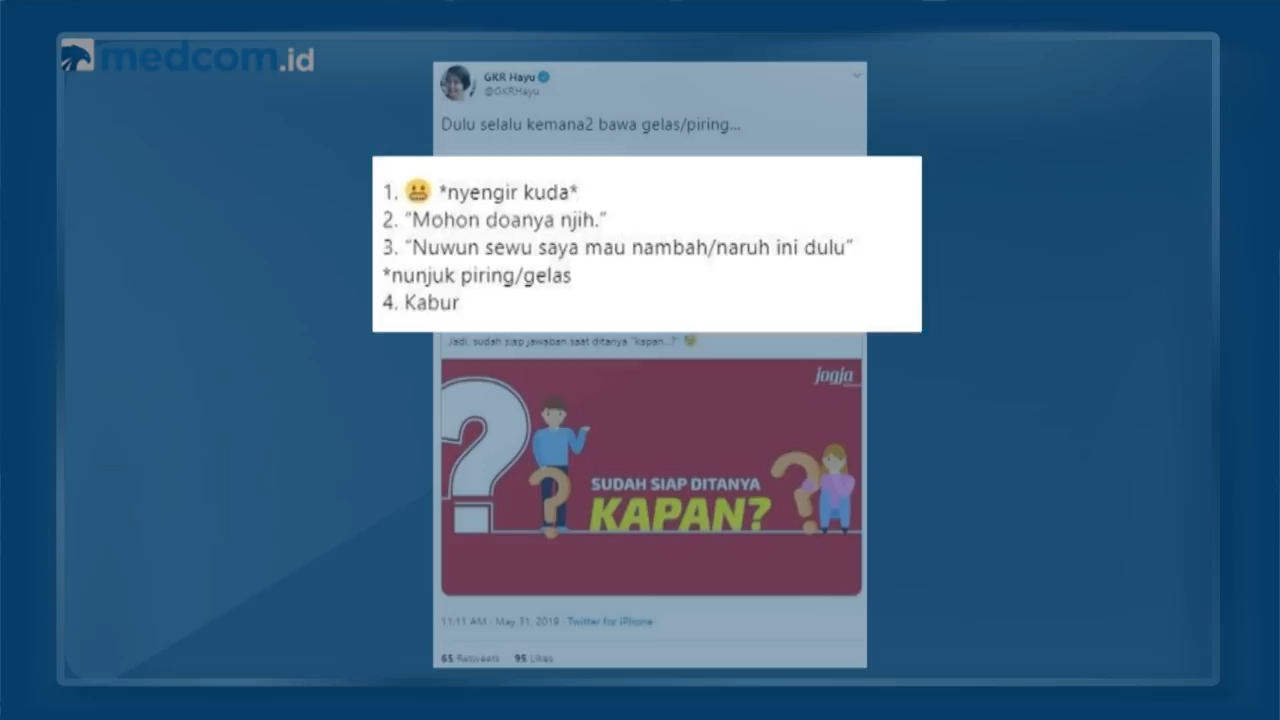 medcom.id
GKR Hayu
@GKRHayu
Dulu selalu kemana2 bawa gelas/piring...
1. 😬 *nyengir kuda*
2. "Mohon doanya njih."
3. "Nuwun sewu saya mau nambah/naruh ini dulu"
*nunjuk piring/gelas
4. Kabur
Jadi, sudah siap jawaban saat ditanya "kapan...?"
jogja
SUDAH SIAP DITANYA
KAPAN?
11:11 AM · May 31, 2019 · Twitter for iPhone
65 Retweets 95 Likes